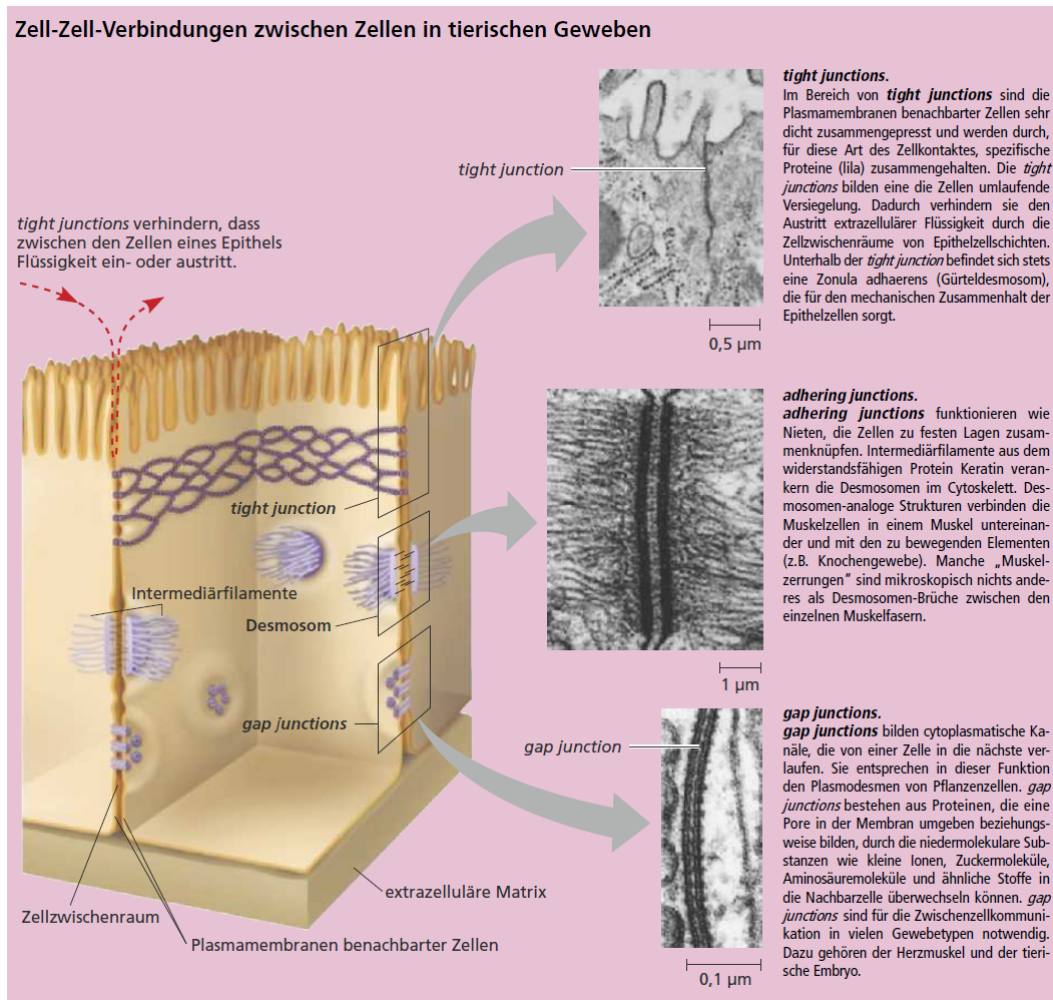 Zell-Zell-Verbindungen zwischen Zellen in tierischen Geweben
tight junctions verhindern, dass
zwischen den Zellen eines Epithels
Flüssigkeit ein- oder austritt.
tight junction
Intermediärfilamente
Desmosom
gap junctions
Zellzwischenraum
Plasmamembranen benachbarter Zellen
extrazelluläre Matrix
tight junction
0,5 µm
tight junctions.
Im Bereich von tight junctions sind die
Plasmamembranen benachbarter Zellen sehr
dicht zusammengepresst und werden durch,
für diese Art des Zellkontaktes, spezifische
Proteine (lila) zusammengehalten. Die tight
junctions bilden eine die Zellen umlaufende
Versiegelung. Dadurch verhindern sie den
Austritt extrazellulärer Flüssigkeit durch die
Zellzwischenräume von Epithelzellschichten.
Unterhalb der tight junction befindet sich stets
eine Zonula adhaerens (Gürteldesmosom),
die für den mechanischen Zusammenhalt der
Epithelzellen sorgt.
1 µm
adhering junctions.
adhering junctions funktionieren wie
Nieten, die Zellen zu festen Lagen zusam-
menknüpfen. Intermediärfilamente aus dem
widerstandsfähigen Protein Keratin veran-
kern die Desmosomen im Cytoskelett. Des-
mosomen-analoge Strukturen verbinden die
Muskelzellen in einem Muskel untereinan-
der und mit den zu bewegenden Elementen
(z.B. Knochengewebe). Manche „Muskel-
zerrungen" sind mikroskopisch nichts ande-
res als Desmosomen-Brüche zwischen den
einzelnen Muskelfasern.
gap junction
0,1 µm
gap junctions.
gap junctions bilden cytoplasmatische Ka-
näle, die von einer Zelle in die nächste ver-
laufen. Sie entsprechen in dieser Funktion
den Plasmodesmen von Pflanzenzellen. gap
junctions bestehen aus Proteinen, die eine
Pore in der Membran umgeben beziehungs-
weise bilden, durch die niedermolekulare Sub-
stanzen wie kleine Ionen, Zuckermoleküle,
Aminosäuremoleküle und ähnliche Stoffe in
die Nachbarzelle überwechseln können. gap
junctions sind für die Zwischenzellkommuni-
kation in vielen Gewebetypen notwendig.
Dazu gehören der Herzmuskel und der tieri-
sche Embryo.